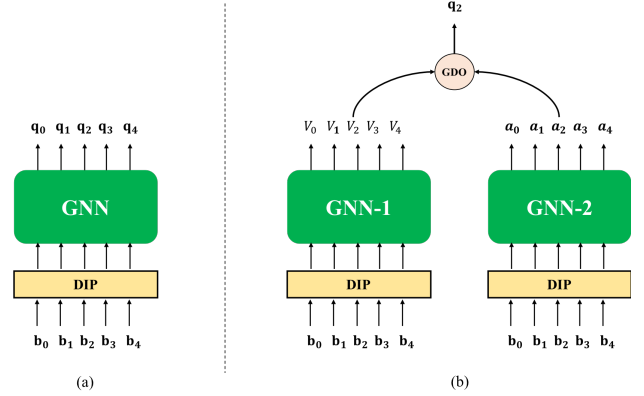 q₂
GDO
q₀ q₁ q₂ q₃ q₄
V₀ V₁ V₂ V₃ V₄
a₀ a₁ a₂ a₃ a₄
GNN
GNN-1
GNN-2
DIP
DIP
DIP
b₀ b₁ b₂ b₃ b₄
b₀ b₁ b₂ b₃ b₄
b₀ b₁ b₂ b₃ b₄
(a)
(b)